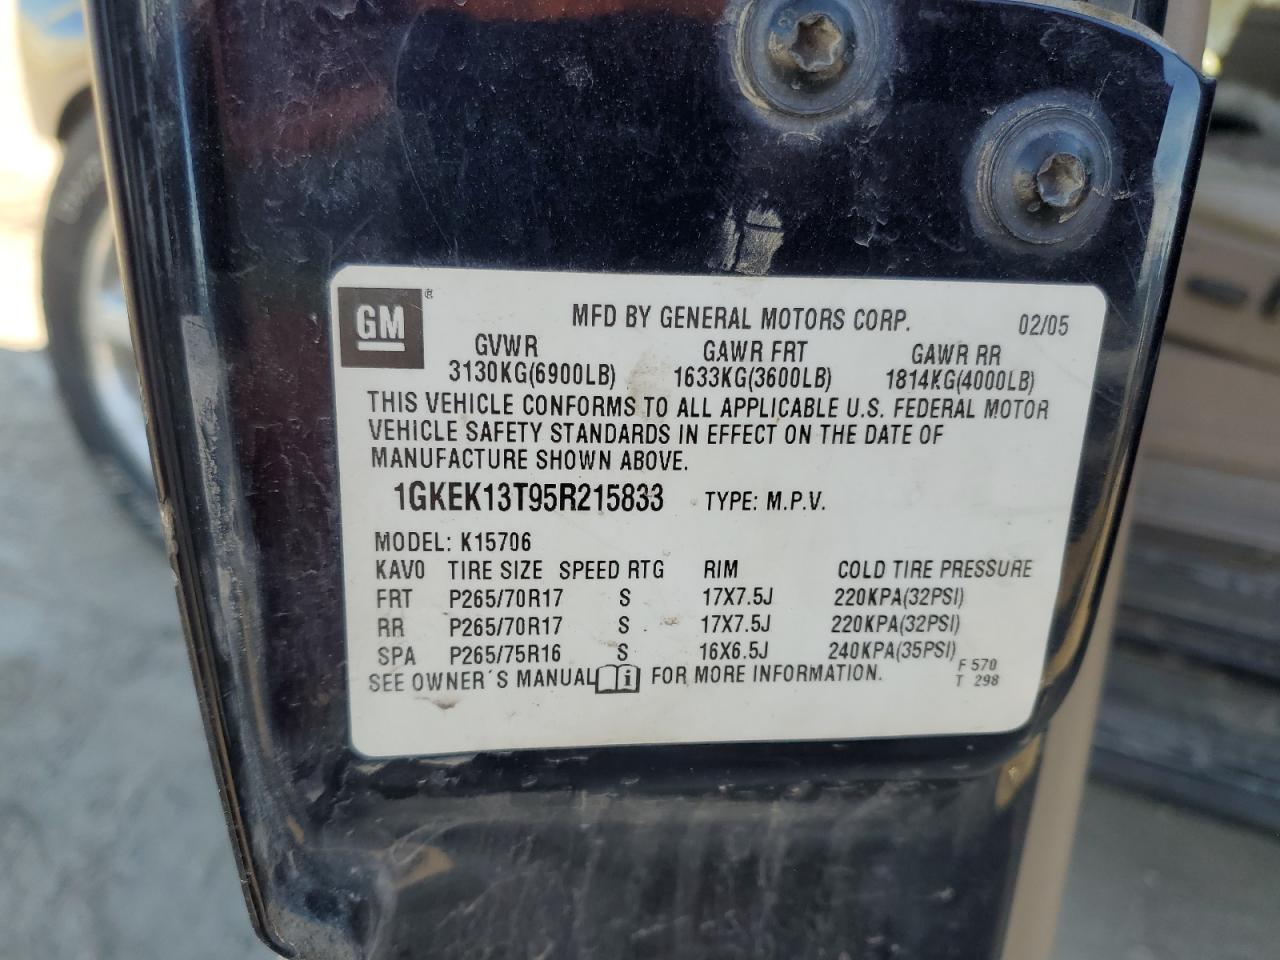 GM®
MFD BY GENERAL MOTORS CORP. 02/05
GVWR GAWR FRT GAWR RR
3130KG(6900LB) 1633KG(3600LB) 1814KG(4000LB)
THIS VEHICLE CONFORMS TO ALL APPLICABLE U.S. FEDERAL MOTOR
VEHICLE SAFETY STANDARDS IN EFFECT ON THE DATE OF
MANUFACTURE SHOWN ABOVE.
1GKEK13T95R215833 TYPE: M.P.V.
MODEL: K15706
KAVO TIRE SIZE SPEED RTG RIM COLD TIRE PRESSURE
FRT P265/70R17 S 17X7.5J 220KPA(32PSI)
RR P265/70R17 S 17X7.5J 220KPA(32PSI)
SPA P265/75R16 S 16X6.5J 240KPA(35PSI)
SEE OWNER´S MANUAL i FOR MORE INFORMATION.
F 570
T 298